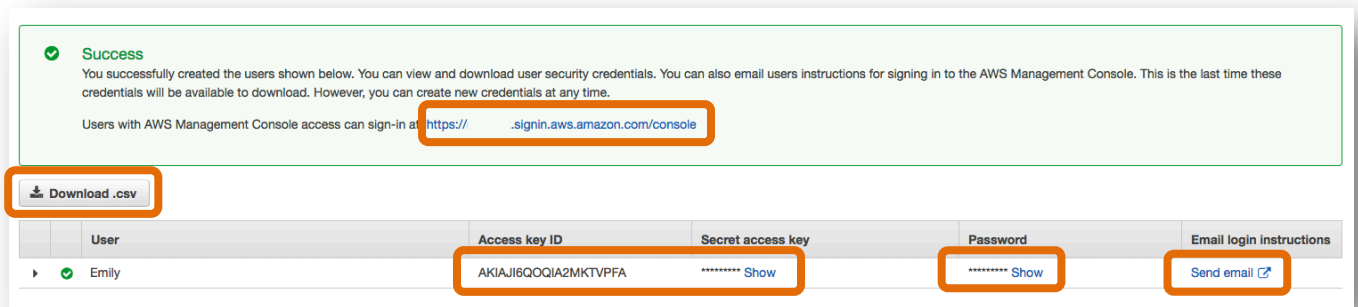 Success
You successfully created the users shown below. You can view and download user security credentials. You can also email users instructions for signing in to the AWS Management Console. This is the last time these
credentials will be available to download. However, you can create new credentials at any time.
Users with AWS Management Console access can sign-in at https:// .signin.aws.amazon.com/console
Download .csv
User Access key ID Secret access key Password Email login instructions
Emily AKIAJI6QOQIA2MKTVPFA ********* Show ********* Show Send email